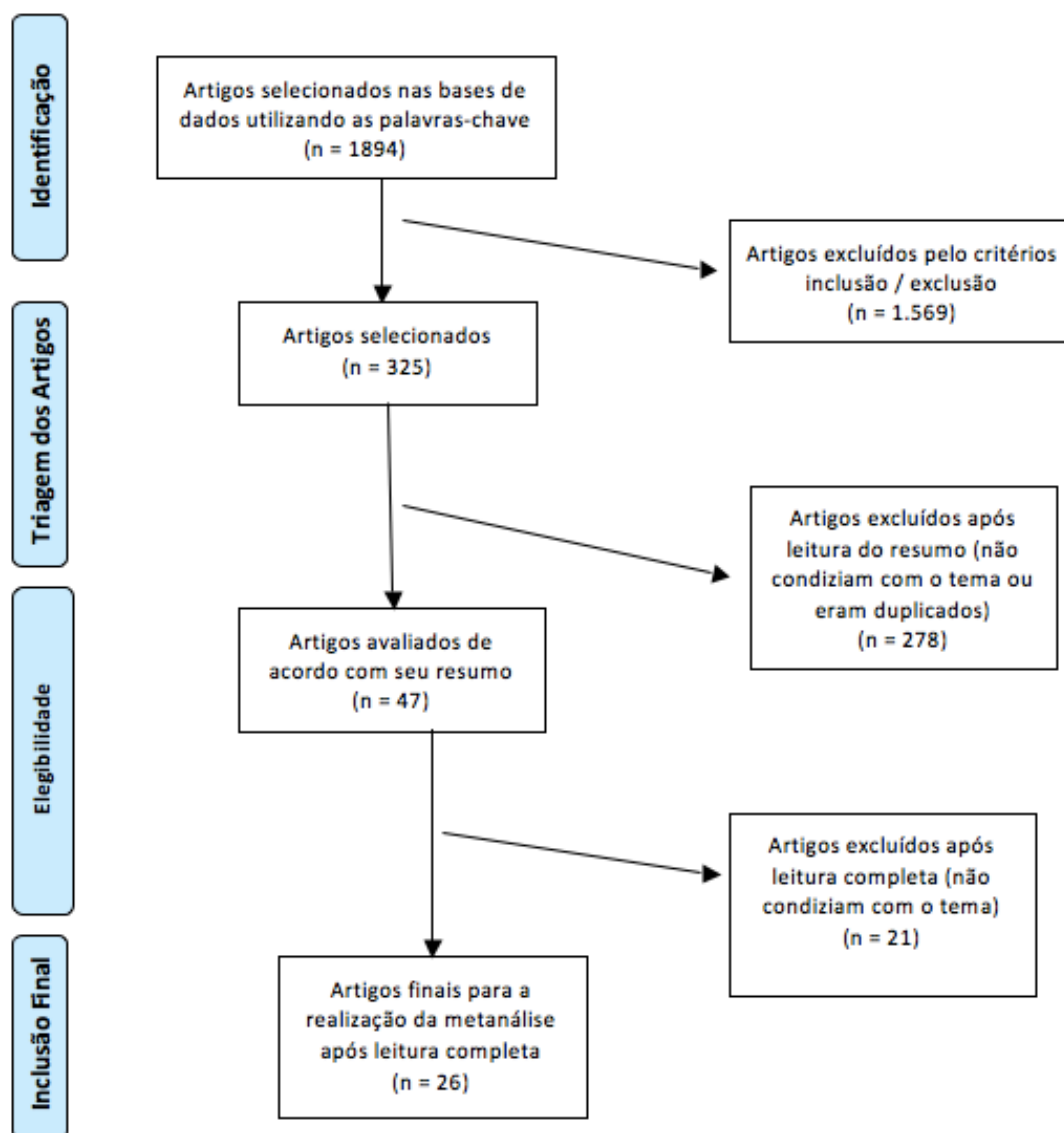 Identificação
Artigos selecionados nas bases de
dados utilizando as palavras-chave
(n = 1894)
Artigos excluídos pelo critérios
inclusão / exclusão
(n = 1.569)
Triagem dos Artigos
Artigos selecionados
(n = 325)
Artigos excluídos após
leitura do resumo (não
condiziam com o tema ou
eram duplicados)
(n = 278)
Elegibilidade
Artigos avaliados de
acordo com seu resumo
(n = 47)
Artigos excluídos após
leitura completa (não
condiziam com o tema)
(n = 21)
Inclusão Final
Artigos finais para a
realização da metanálise
após leitura completa
(n = 26)